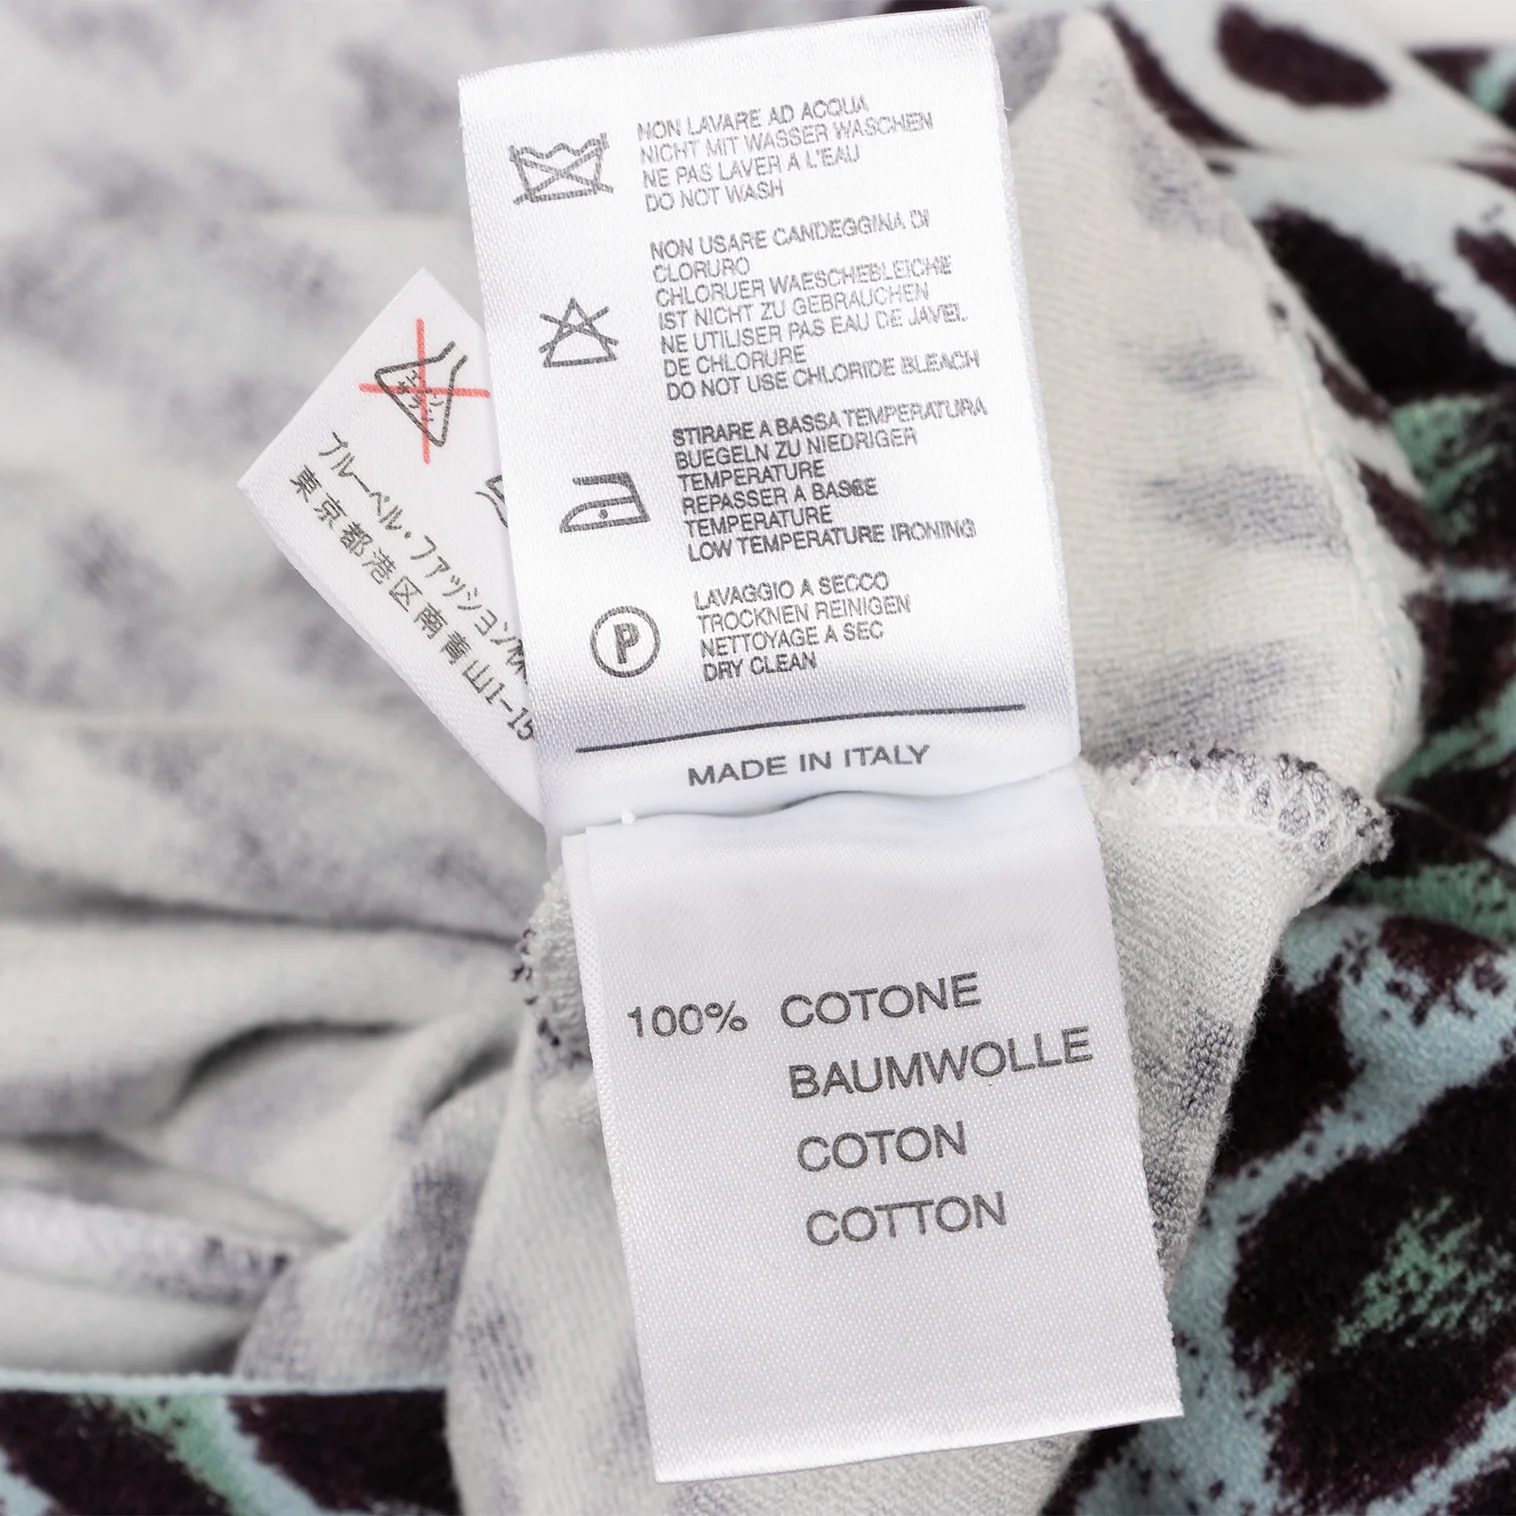 NON LAVARE AD ACQUA
NICHT MIT WASSER WASCHEN
NE PAS LAVER A L'EAU
DO NOT WASH
NON USARE CANDEGGINA DI
CLORURO
CHLORUER WAESCHEBLEICHE
IST NICHT ZU GEBRAUCHEN
NE UTILISER PAS EAU DE JAVEL
DE CHLORURE
DO NOT USE CHLORIDE BLEACH
STIRARE A BASSA TEMPERATURA
BUEGELN ZU NIEDRIGER
TEMPERATURE
REPASSER A BASSE
TEMPERATURE
LOW TEMPERATURE IRONING
P
LAVAGGIO A SECCO
TROCKNEN REINIGEN
NETTOYAGE A SEC
DRY CLEAN
MADE IN ITALY
100% COTONE
BAUMWOLLE
COTON
COTTON
ブルーベル・ファッション株
東京都港区南青山1-15